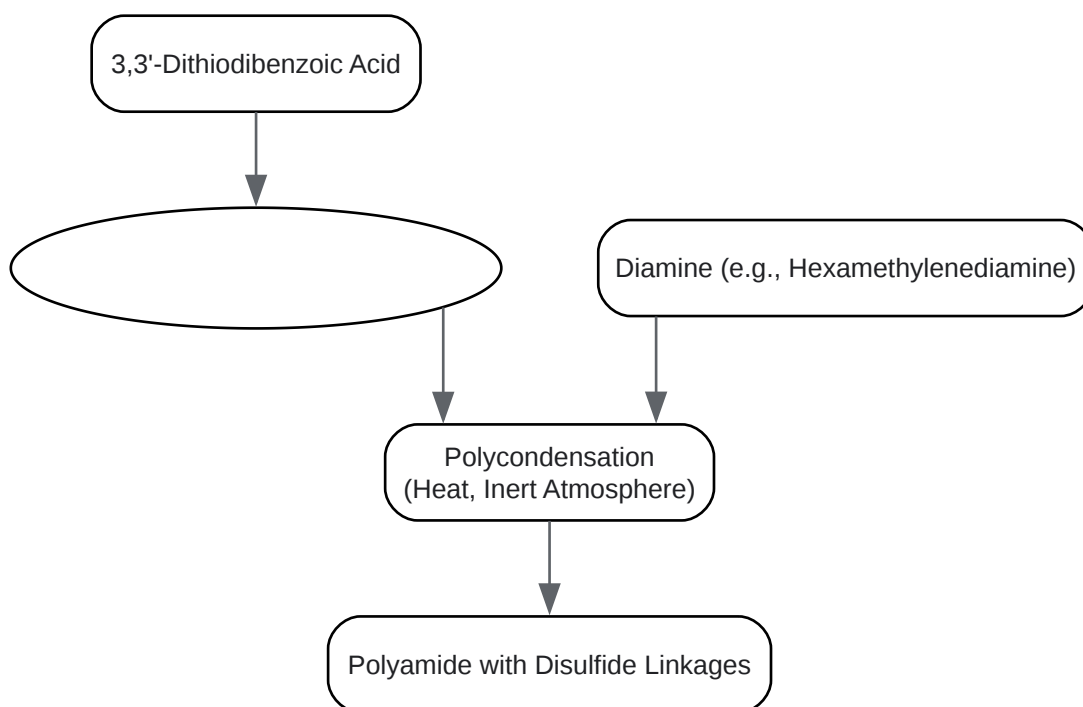 3,3'-Dithiodibenzoic Acid
Diamine (e.g., Hexamethylenediamine)
Polycondensation
(Heat, Inert Atmosphere)
Polyamide with Disulfide Linkages